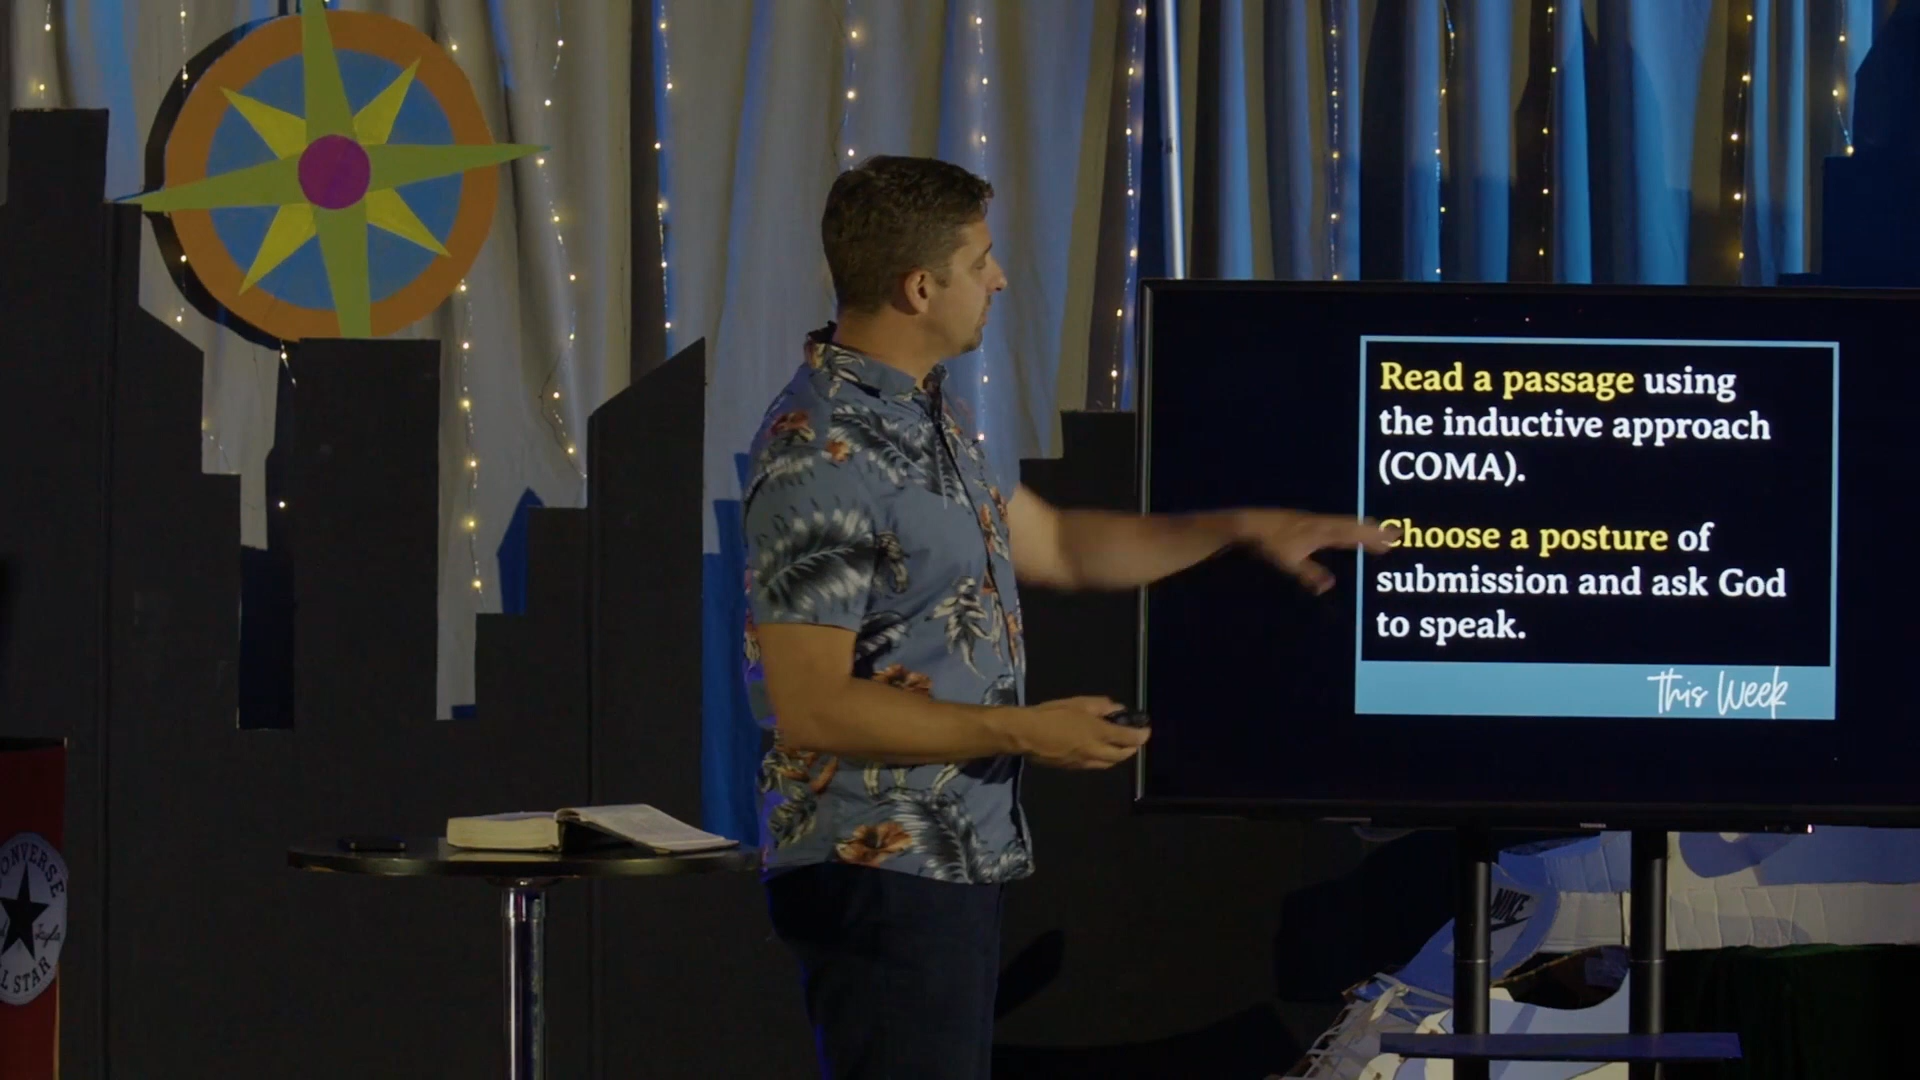 Read a passage using
the inductive approach
(COMA).
Choose a posture of
submission and ask God
to speak.
This Week
CONVERSE
ALL STAR
NIKE